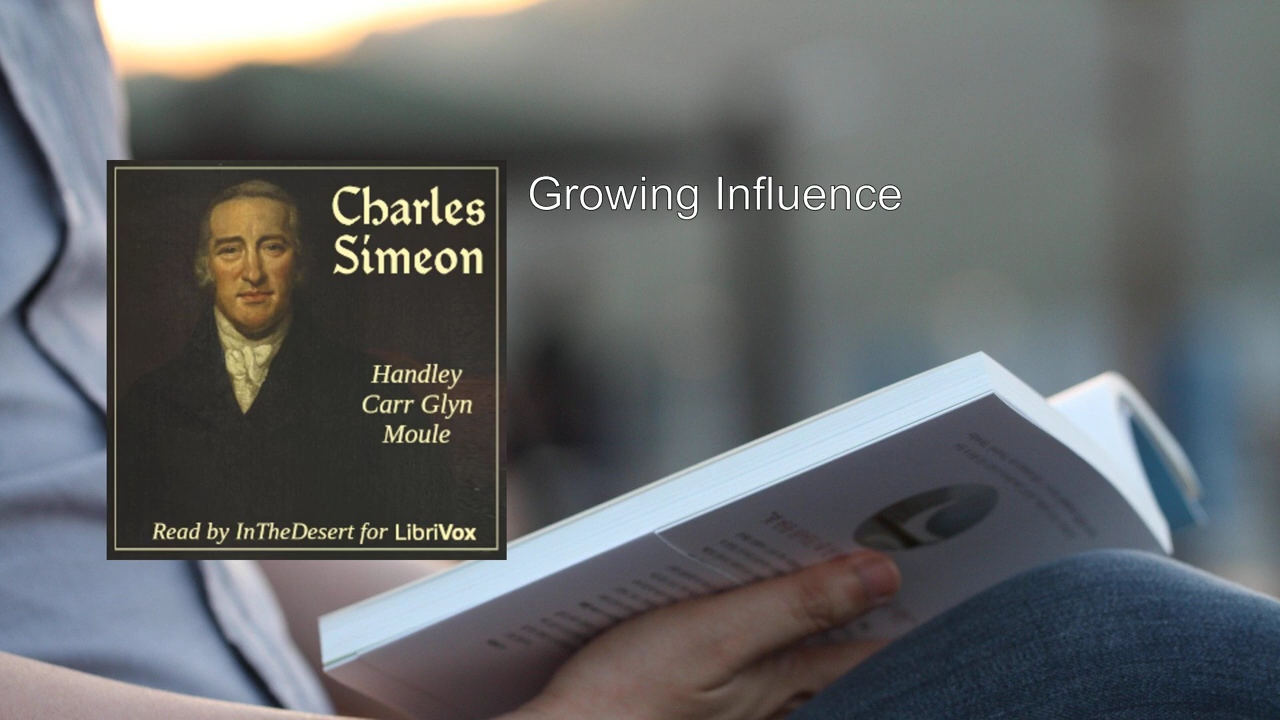 Charles
Simeon
Growing Influence
Handley
Carr Glyn
Moule
Read by InTheDesert for LibriVox